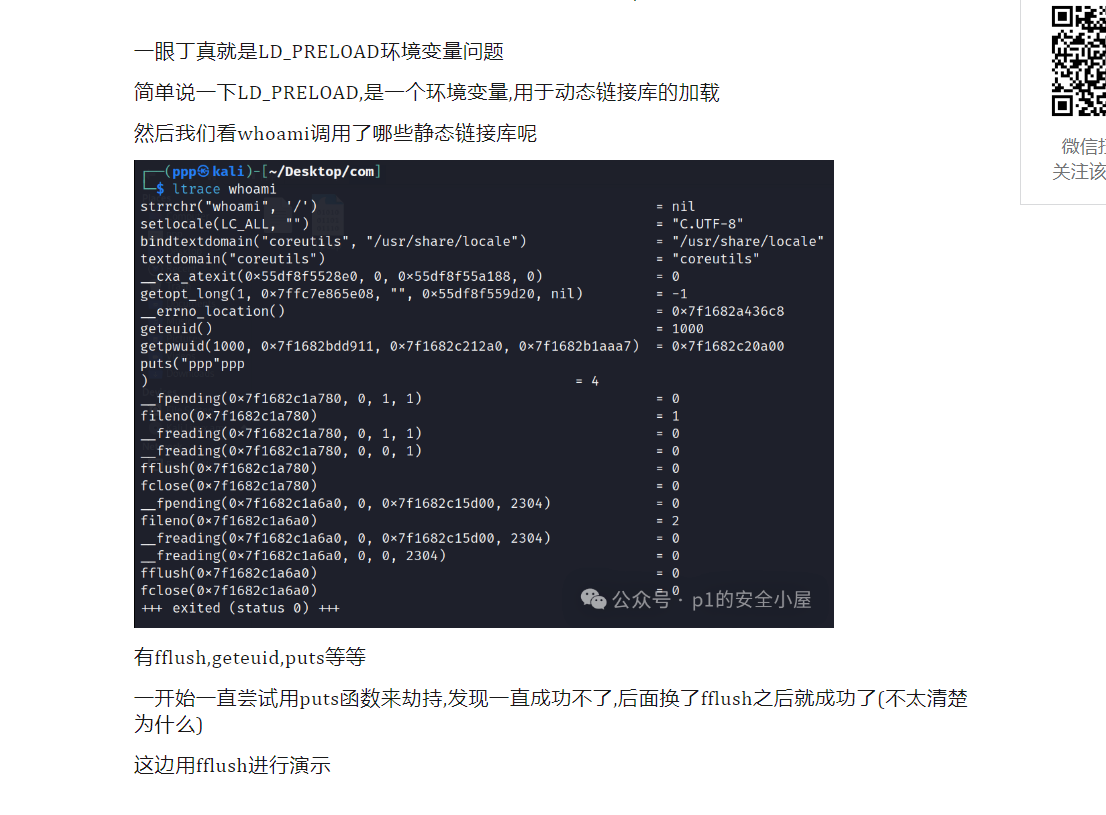 一眼丁真就是LD_PRELOAD环境变量问题
简单说一下LD_PRELOAD,是一个环境变量,用于动态链接库的加载
然后我们看whoami调用了哪些静态链接库呢
┌──(ppp㉿kali)-[~/Desktop/com]
└─$ ltrace whoami
strrchr("whoami", '/') = nil
setlocale(LC_ALL, "") = "C.UTF-8"
bindtextdomain("coreutils", "/usr/share/locale") = "/usr/share/locale"
textdomain("coreutils") = "coreutils"
__cxa_atexit(0×55df8f5528e0, 0, 0×55df8f55a188, 0) = 0
getopt_long(1, 0×7ffc7e865e08, "", 0×55df8f559d20, nil) = -1
__errno_location() = 0×7f1682a436c8
geteuid() = 1000
getpwuid(1000, 0×7f1682bdd911, 0×7f1682c212a0, 0×7f1682b1aaa7) = 0×7f1682c20a00
puts("ppp"ppp
) = 4
__fpending(0×7f1682c1a780, 0, 1, 1) = 0
fileno(0×7f1682c1a780) = 1
__freading(0×7f1682c1a780, 0, 1, 1) = 0
__freading(0×7f1682c1a780, 0, 0, 1) = 0
fflush(0×7f1682c1a780) = 0
fclose(0×7f1682c1a780) = 0
__fpending(0×7f1682c1a6a0, 0, 0×7f1682c15d00, 2304) = 0
fileno(0×7f1682c1a6a0) = 2
__freading(0×7f1682c1a6a0, 0, 0×7f1682c15d00, 2304) = 0
__freading(0×7f1682c1a6a0, 0, 0, 2304) = 0
fflush(0×7f1682c1a6a0) = 0
fclose(0×7f1682c1a6a0) = 0
+++ exited (status 0) +++
公众号 · p1的安全小屋
有fflush,geteuid,puts等等
一开始一直尝试用puts函数来劫持,发现一直成功不了,后面换了fflush之后就成功了(不太清楚
为什么)
这边用fflush进行演示
微信扫
关注该